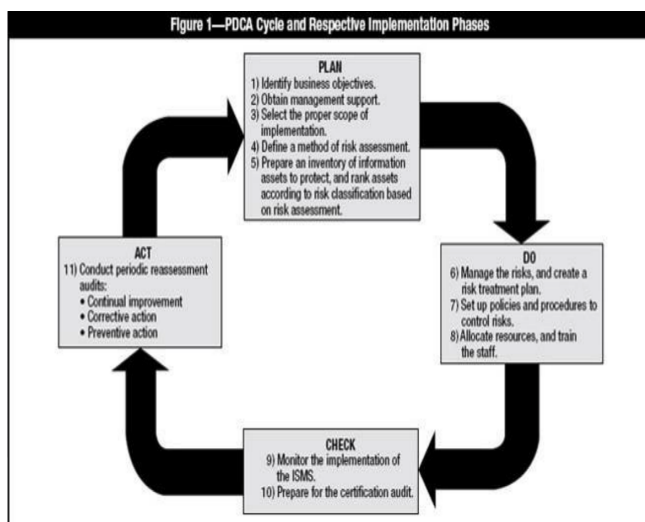 Figure 1—PDCA Cycle and Respective Implementation Phases
PLAN
1) Identify business objectives.
2) Obtain management support.
3) Select the proper scope of
implementation.
4) Define a method of risk assessment.
5) Prepare an inventory of information
assets to protect, and rank assets
according to risk classification based
on risk assessment.
DO
6) Manage the risks, and create a
risk treatment plan.
7) Set up policies and procedures to
control risks.
8) Allocate resources, and train
the staff.
CHECK
9) Monitor the implementation of
the ISMS.
10) Prepare for the certification audit.
ACT
11) Conduct periodic reassessment
audits:
• Continual improvement
• Corrective action
• Preventive action